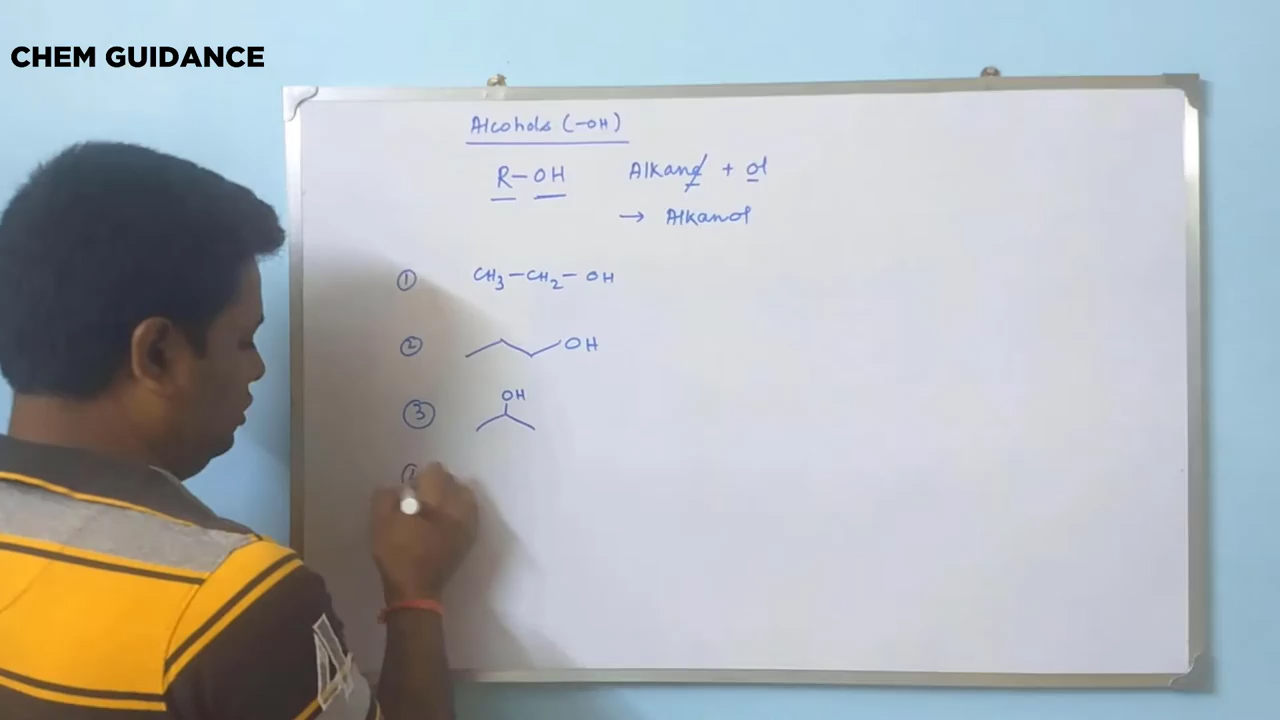 CHEM GUIDANCE
Alcohols (-OH)
R-OH Alkane + ol
→ Alkanol
① CH₃-CH₂-OH
② OH
③ OH